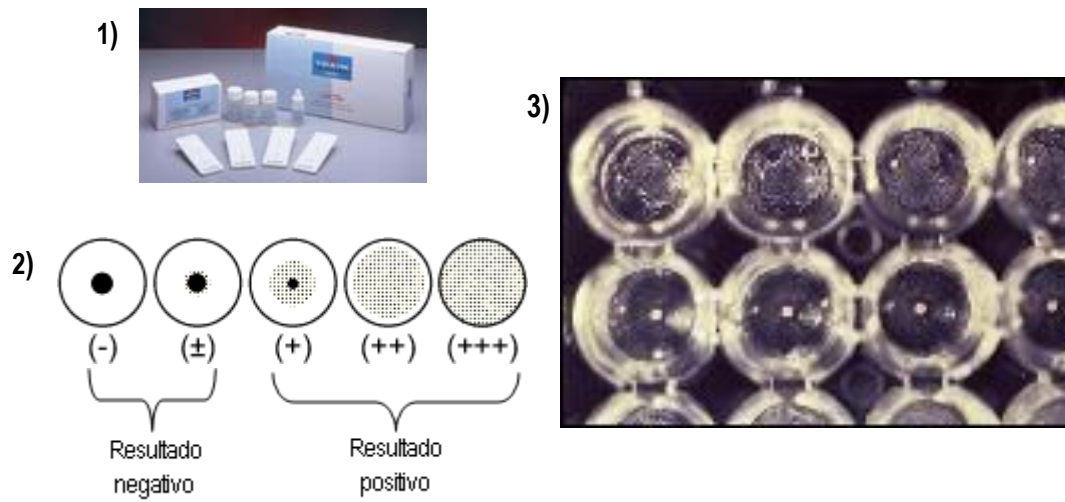 1)
3)
2)
(-) (±) (+) (++) (+++)
Resultado negativo
Resultado positivo